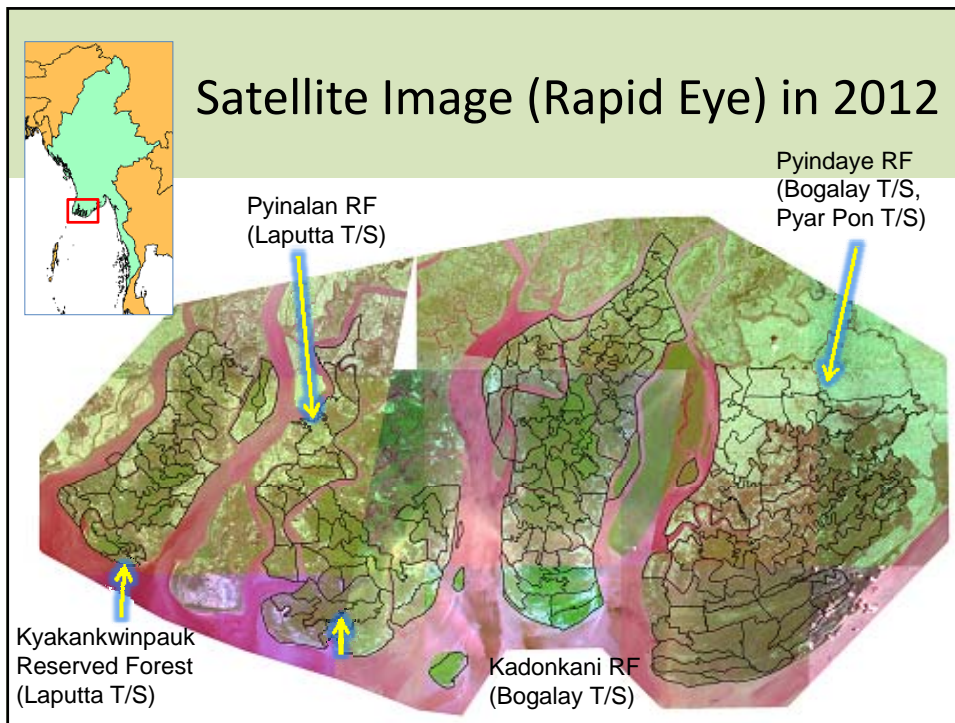 Satellite Image (Rapid Eye) in 2012
Pyindaye RF
(Bogalay T/S,
Pyar Pon T/S)
Pyinalan RF
(Laputta T/S)
Kyakankwinpauk
Reserved Forest
(Laputta T/S)
Kadonkani RF
(Bogalay T/S)